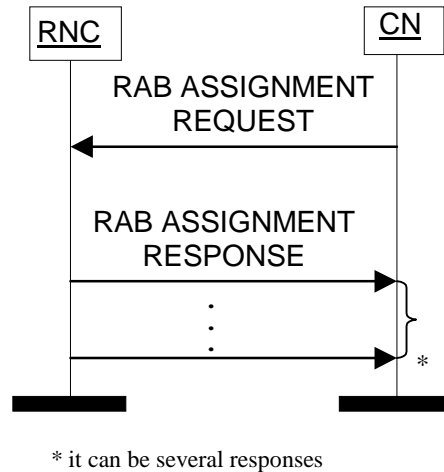 RNC
CN
RAB ASSIGNMENT
REQUEST
RAB ASSIGNMENT
RESPONSE
*
* it can be several responses